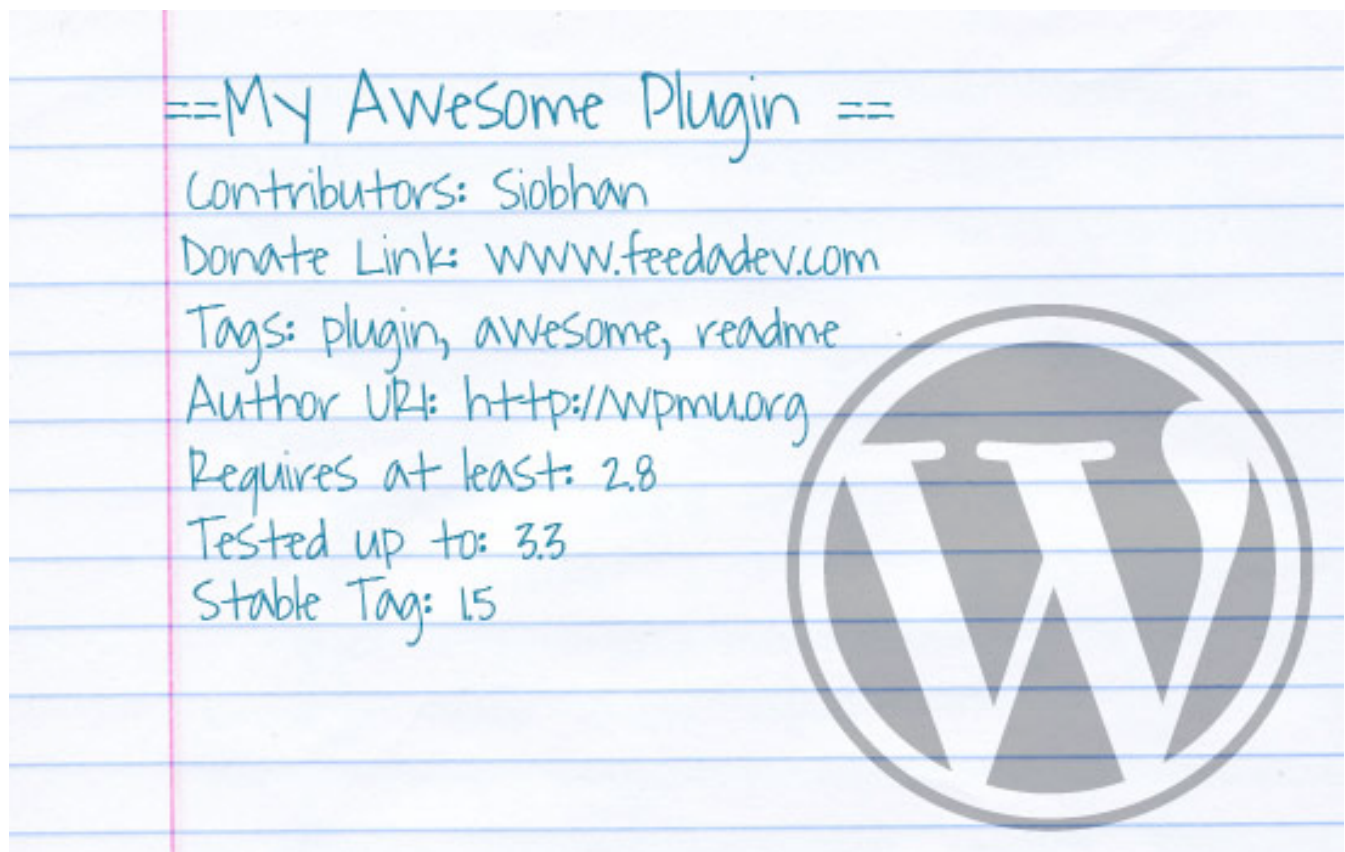 ==My Awesome Plugin ==
Contributors: Siobhan
Donate Link: www.feedadev.com
Tags: plugin, awesome, readme
Author URI: http://wpmu.org
Requires at least: 2.8
Tested up to: 3.3
Stable Tag: 1.5
W